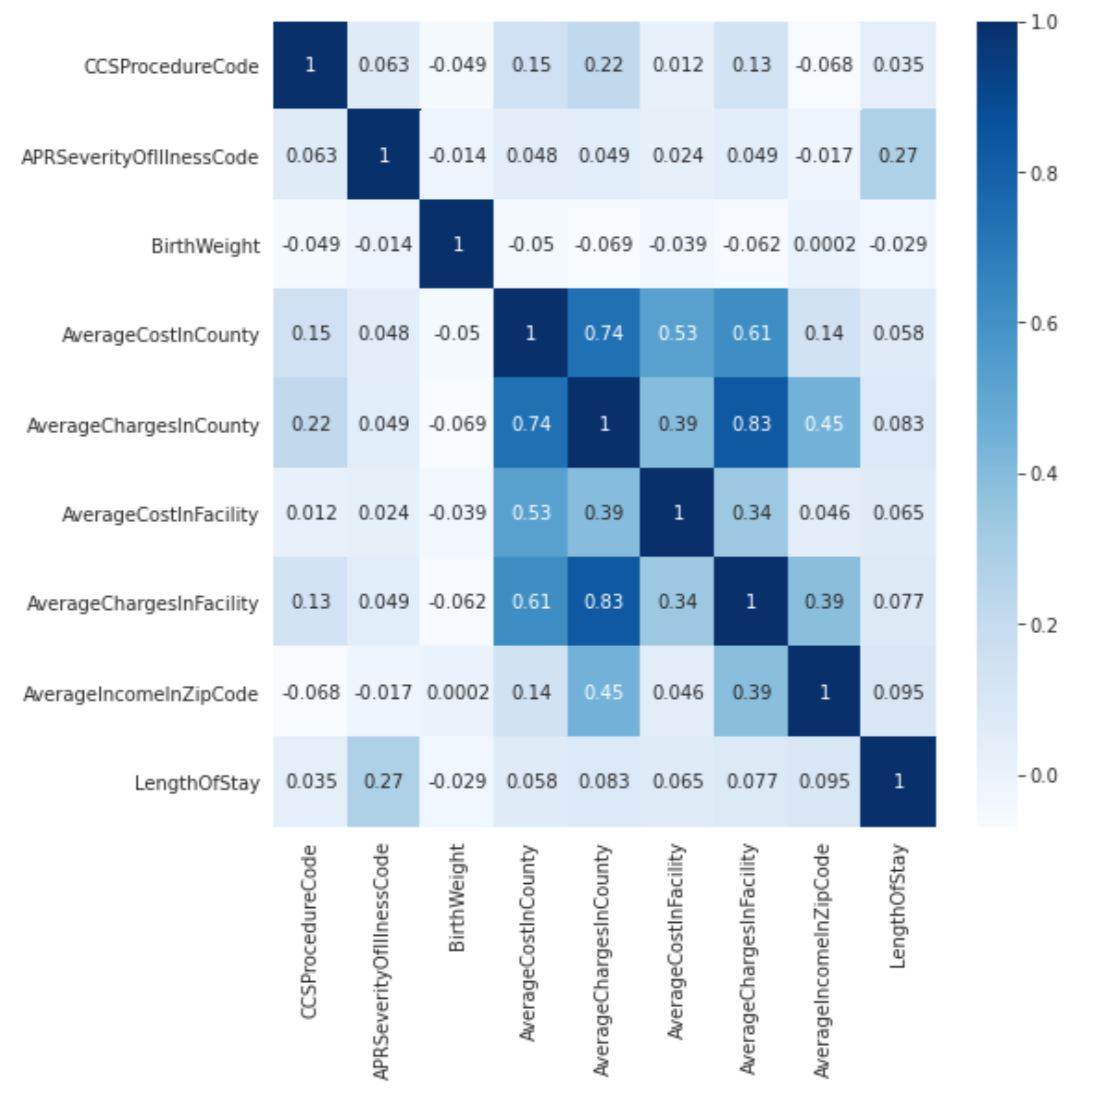 CCSProcedureCode 1 0.063 -0.049 0.15 0.22 0.012 0.13 -0.068 0.035
APRSeverityOfIllnessCode 0.063 1 -0.014 0.048 0.049 0.024 0.049 -0.017 0.27
BirthWeight -0.049 -0.014 1 -0.05 -0.069 -0.039 -0.062 0.0002 -0.029
AverageCostInCounty 0.15 0.048 -0.05 1 0.74 0.53 0.61 0.14 0.058
AverageChargesInCounty 0.22 0.049 -0.069 0.74 1 0.39 0.83 0.45 0.083
AverageCostInFacility 0.012 0.024 -0.039 0.53 0.39 1 0.34 0.046 0.065
AverageChargesInFacility 0.13 0.049 -0.062 0.61 0.83 0.34 1 0.39 0.077
AverageIncomeInZipCode -0.068 -0.017 0.0002 0.14 0.45 0.046 0.39 1 0.095
LengthOfStay 0.035 0.27 -0.029 0.058 0.083 0.065 0.077 0.095 1
CCSProcedureCode
APRSeverityOfIllnessCode
BirthWeight
AverageCostInCounty
AverageChargesInCounty
AverageCostInFacility
AverageChargesInFacility
AverageIncomeInZipCode
LengthOfStay
1.0
0.8
0.6
0.4
0.2
0.0